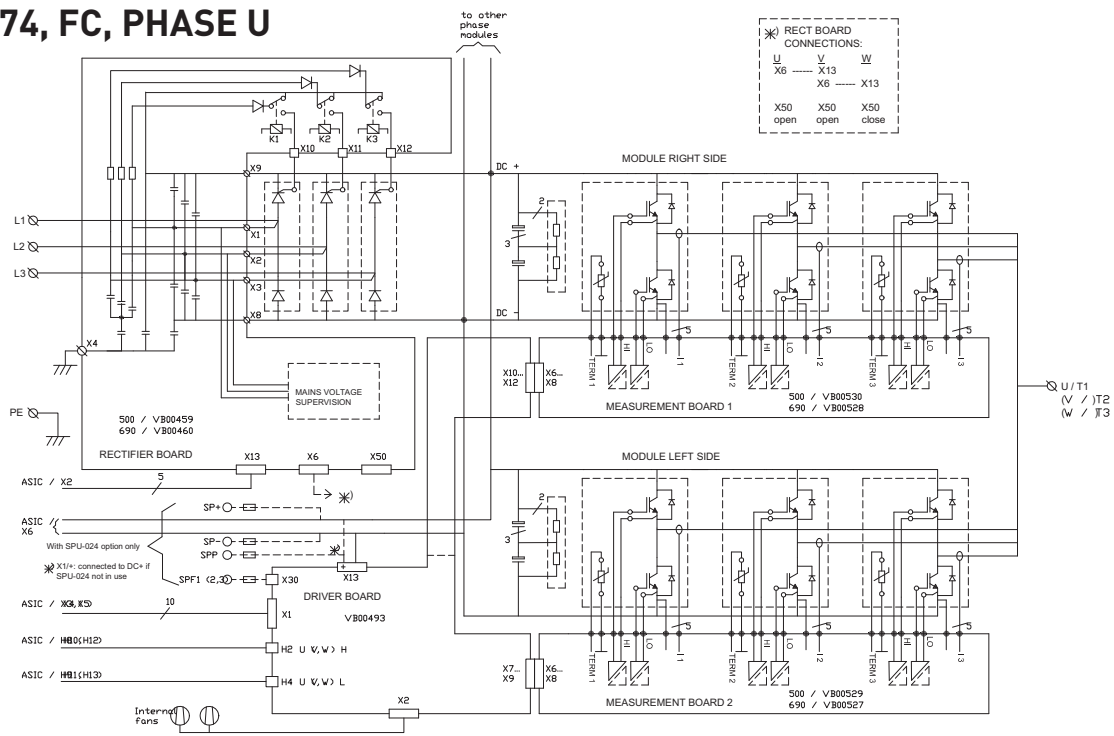 74, FC, PHASE U
to other
phase
modules
RECT BOARD
CONNECTIONS:
U V W
X6 ------ X13
X6 ----- X13
X50 X50 X50
open open close
K1 K2 K3
X10 X11 X12
X9
DC +
MODULE RIGHT SIDE
L1
X1
L2
X2
L3
X3
2
3
DC -
X8
X4
5 5 5
TERM 1 HI LO I1
TERM 2 HI LO I2
TERM 3 HI LO I3
X10...
X12
X6...
X8
MAINS VOLTAGE
SUPERVISION
MEASUREMENT BOARD 1
500 / VB00530
690 / VB00528
U / T1
(V / )T2
(W / )T3
PE
500 / VB00459
690 / VB00460
RECTIFIER BOARD
X13 X6 X50
MODULE LEFT SIDE
ASIC / X2
5
*)
2
3
SP+
ASIC /
X6
With SPU-024 option only
SP-
SPP
*)
*) X1/+: connected to DC+ if
SPU-024 not in use
+
X13
SPF1 (2,3)
X30
DRIVER BOARD
VB00493
X1
10
H2 U (V,W) H
H4 U (V,W) L
5 5 5
TERM 1 HI LO I1
TERM 2 HI LO I2
TERM 3 HI LO I3
X7...
X9
X6...
X8
MEASUREMENT BOARD 2
500 / VB00529
690 / VB00527
X2
Internal
fans